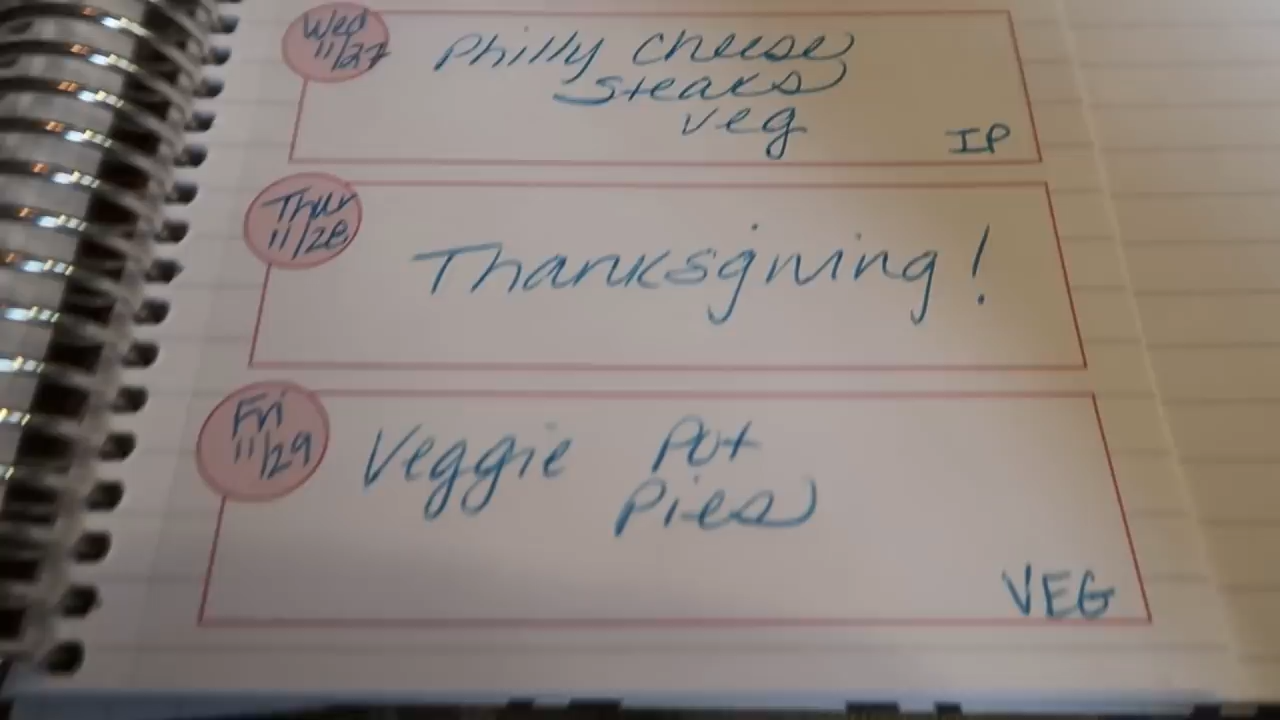 Wed
11/27
Philly Cheese
Steaks
veg
IP
Thur
11/28
Thanksgiving!
Fri
11/29
Veggie Pot
Pies
VEG